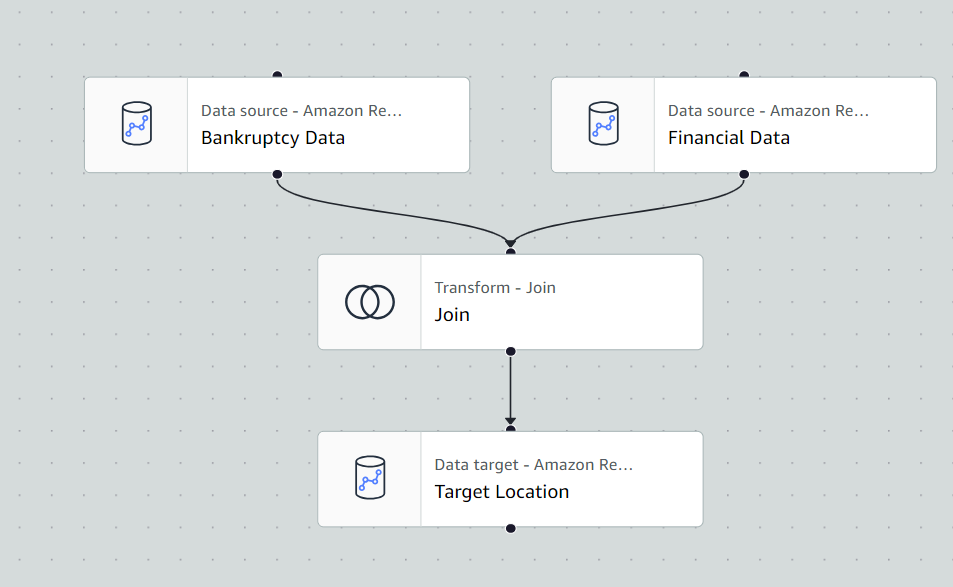 Data source - Amazon Re...
Bankruptcy Data
Data source - Amazon Re...
Financial Data
Transform - Join
Join
Data target - Amazon Re...
Target Location